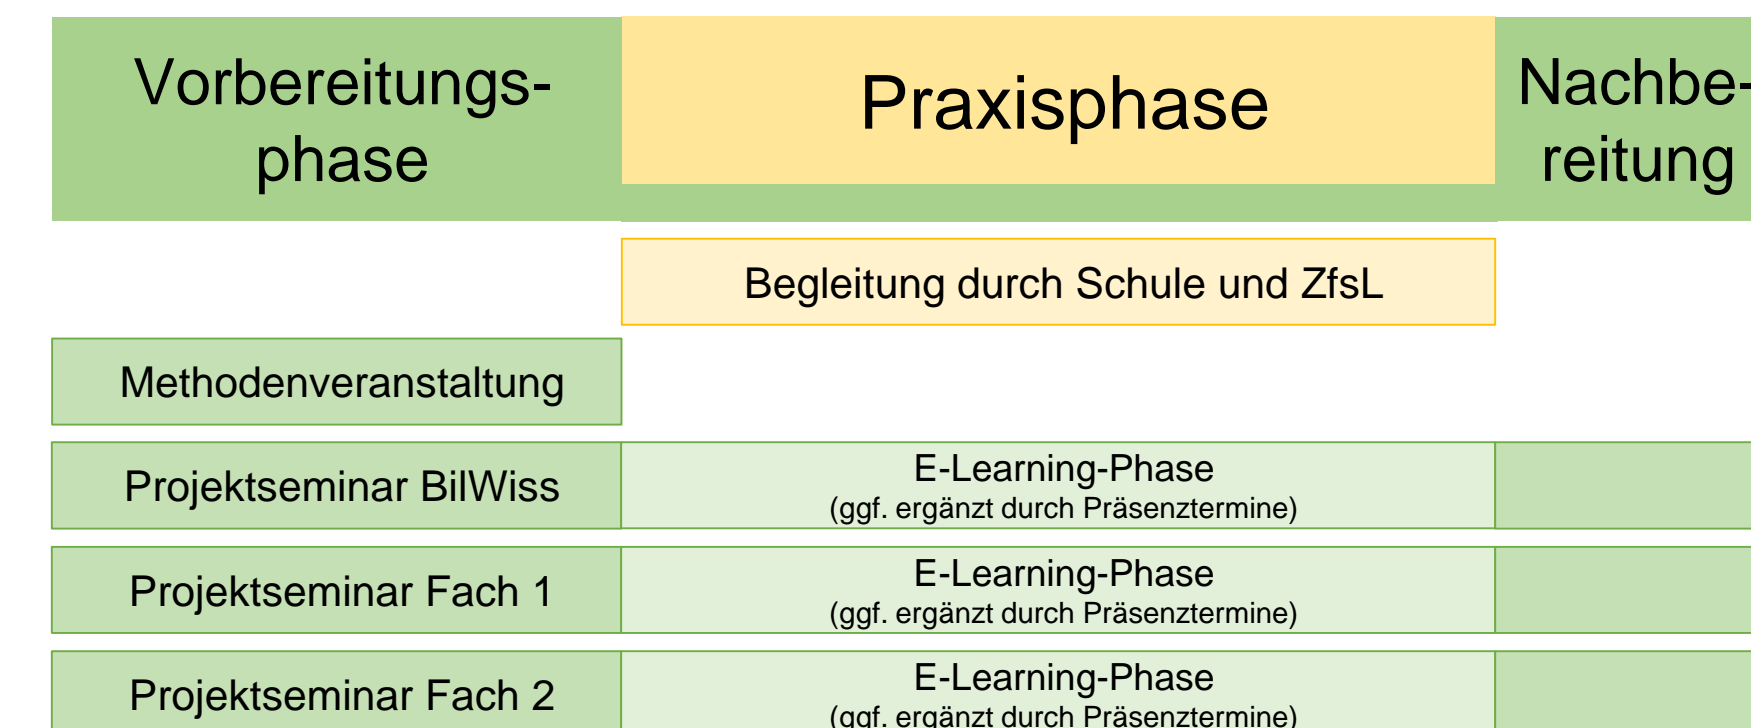 Vorbereitungs-
phase
Praxisphase
Nachbe-
reitung
Begleitung durch Schule und ZfsL
Methodenveranstaltung
Projektseminar BilWiss
E-Learning-Phase
(ggf. ergänzt durch Präsenztermine)
Projektseminar Fach 1
E-Learning-Phase
(ggf. ergänzt durch Präsenztermine)
Projektseminar Fach 2
E-Learning-Phase
(ggf. ergänzt durch Präsenztermine)